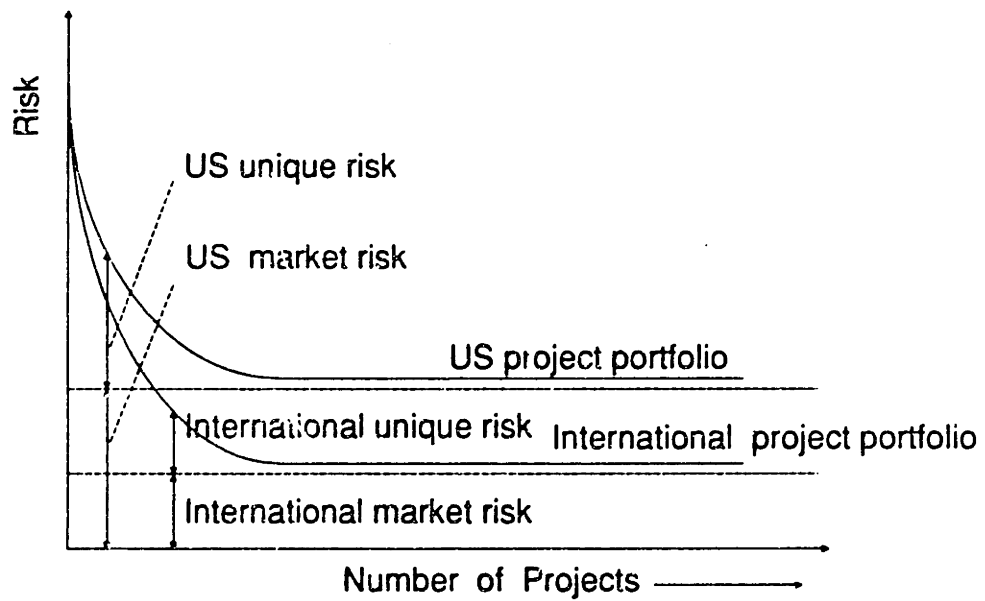 Risk
US unique risk
US market risk
US project portfolio
International unique risk
International project portfolio
International market risk
Number of Projects